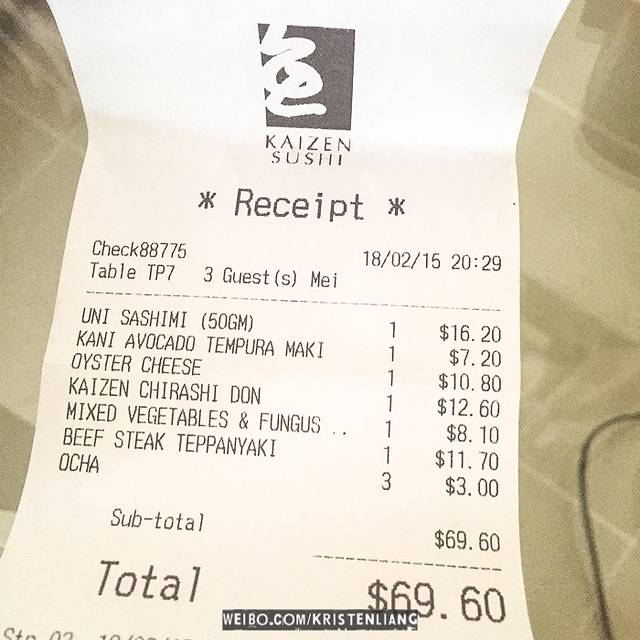 KAIZEN
SUSHI
* Receipt *
Check88775 18/02/15 20:29
Table TP7 3 Guest(s) Mei
UNI SASHIMI (50GM) 1 $16.20
KANI AVOCADO TEMPURA MAKI 1 $7.20
OYSTER CHEESE 1 $10.80
KAIZEN CHIRASHI DON 1 $12.60
MIXED VEGETABLES & FUNGUS .. 1 $8.10
BEEF STEAK TEPPANYAKI 1 $11.70
OCHA 3 $3.00
Sub-total $69.60
Total $69.60
WEIBO.COM/KRISTENLIANG